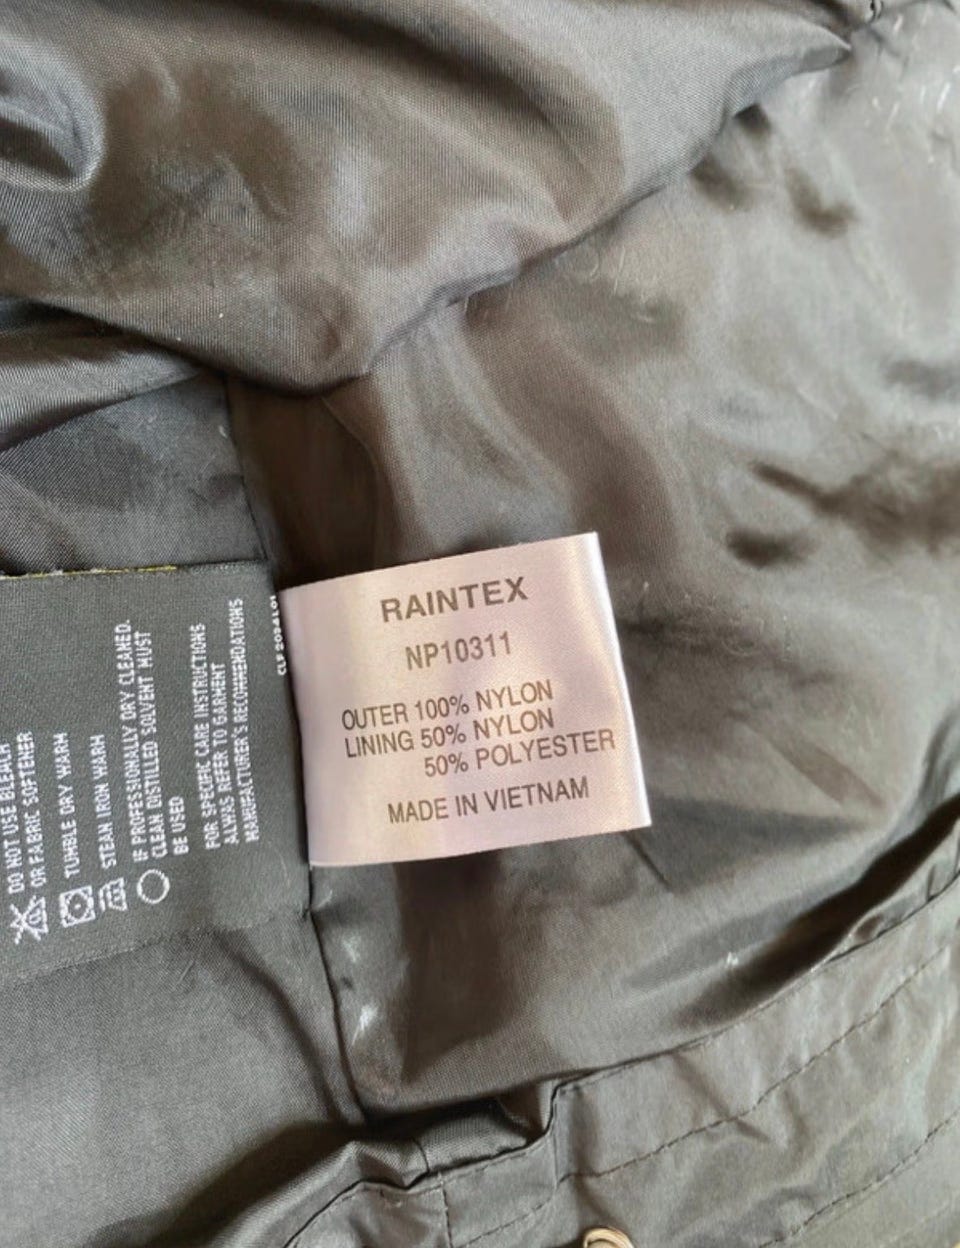 DO NOT USE BLEACH
OR FABRIC SOFTENER
TUMBLE DRY WARM
STEAM IRON WARM
IF PROFESSIONALLY DRY CLEANED.
CLEAN DISTILLED SOLVENT MUST
BE USED
FOR SPECIFIC CARE INSTRUCTIONS
ALWAYS REFER TO GARMENT
MANUFACTURER'S RECOMMENDATIONS
RAINTEX
NP10311
OUTER 100% NYLON
LINING 50% NYLON
50% POLYESTER
MADE IN VIETNAM